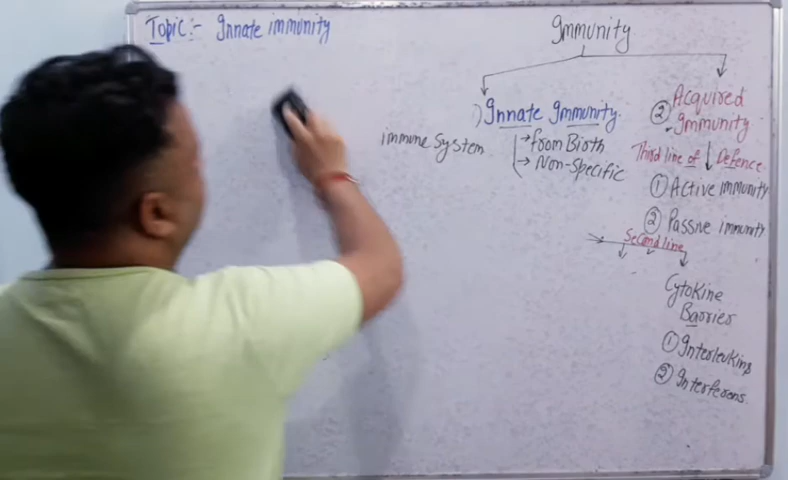 Topic:- Innate immunity
Immunity
1) Innate Immunity
→ from Birth
→ Non-Specific
immune System
② Acquired
Immunity
Third line of Defence
① Active immunity
② Passive immunity
Second line
Cytokine
Barrier
① Interleukins
② Interferons.